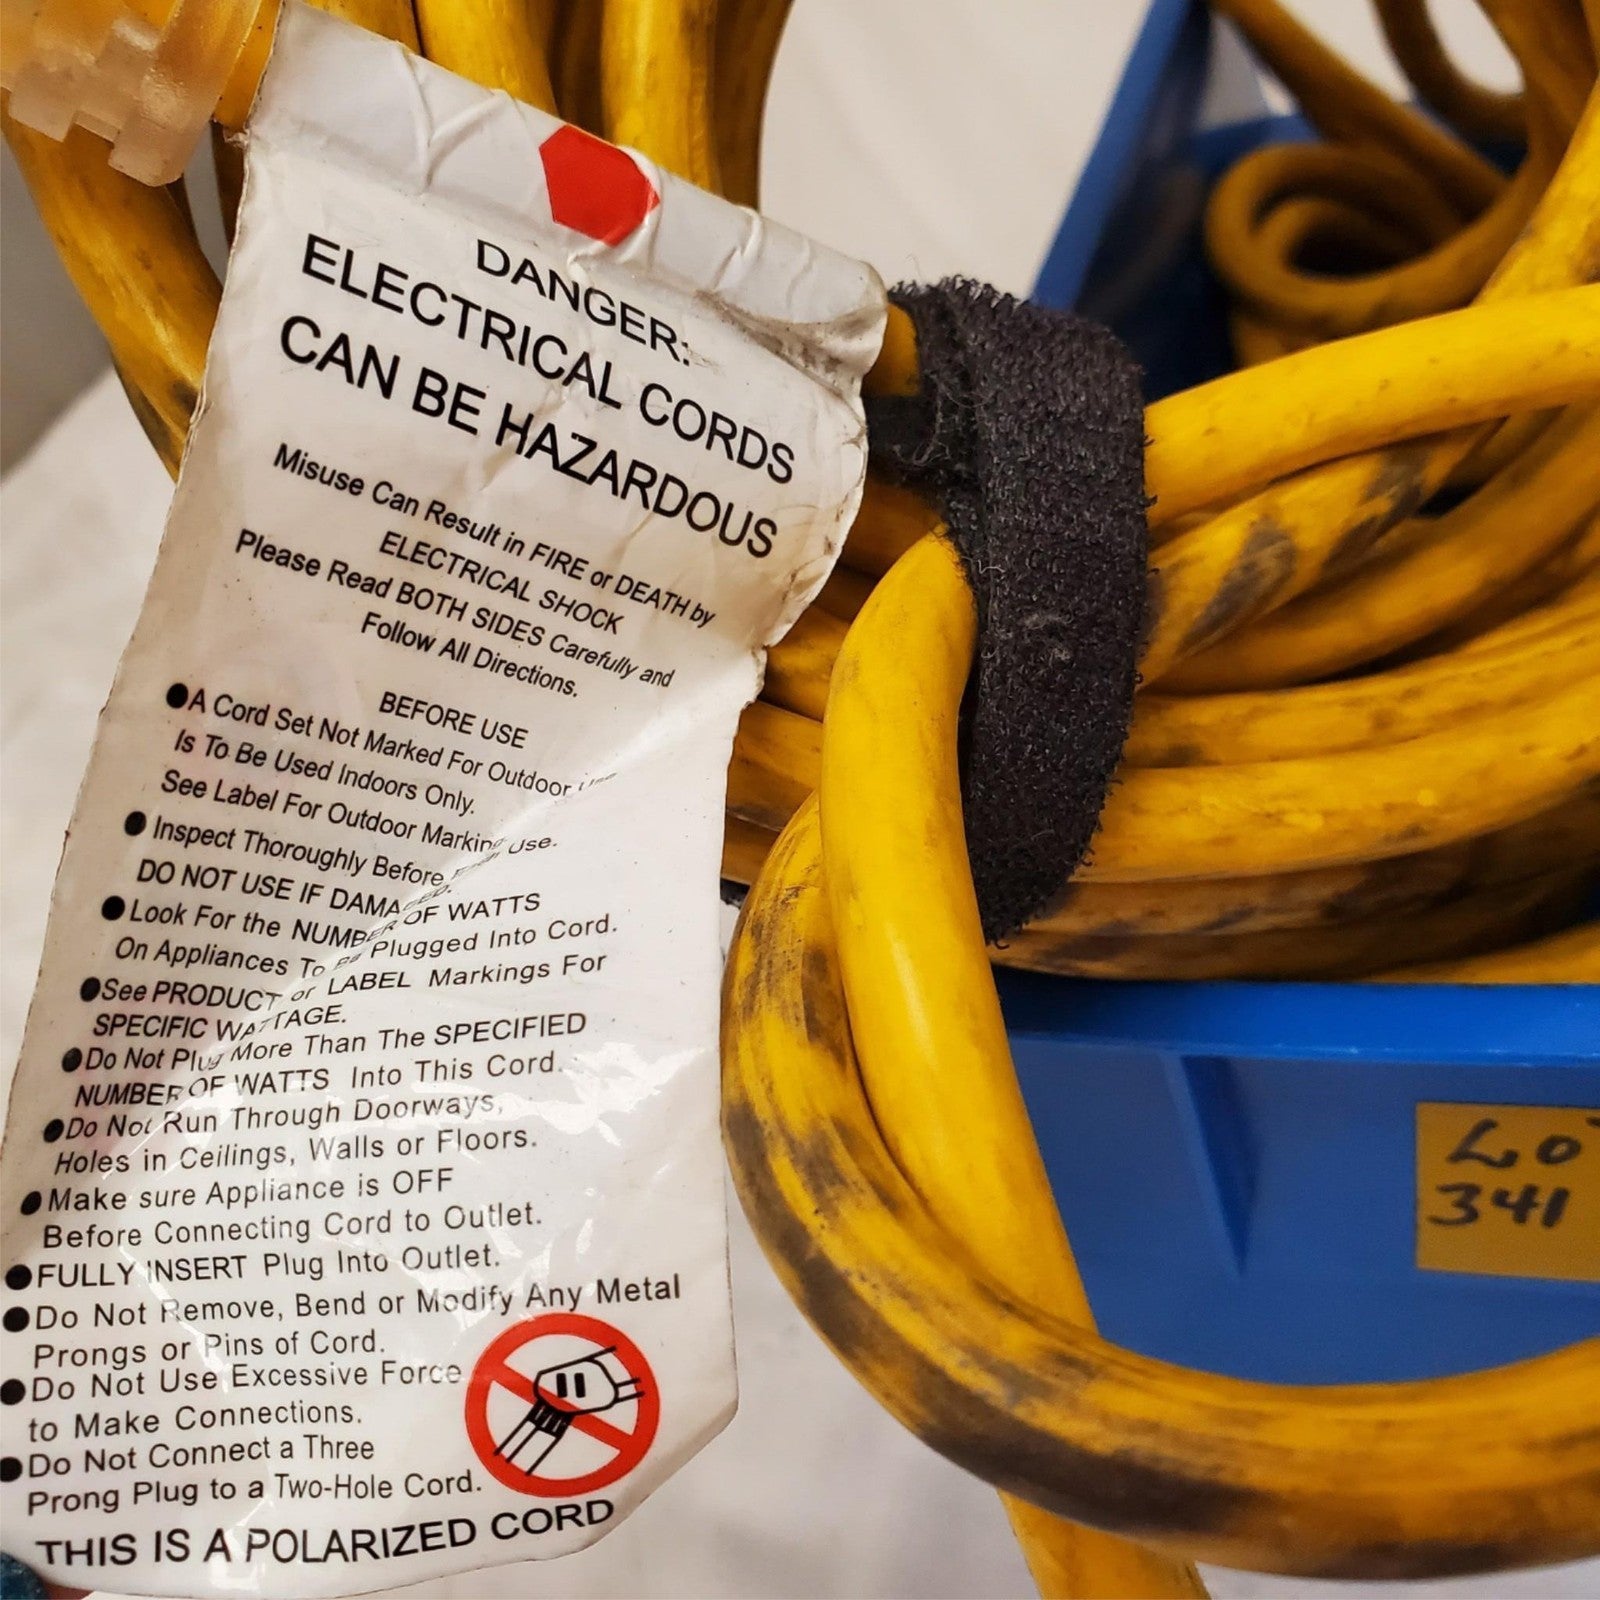 DANGER:
ELECTRICAL CORDS
CAN BE HAZARDOUS
Misuse Can Result in FIRE or DEATH by
ELECTRICAL SHOCK
Please Read BOTH SIDES Carefully and
Follow All Directions.
BEFORE USE
●A Cord Set Not Marked For Outdoor Use
Is To Be Used Indoors Only.
See Label For Outdoor Marking Use.
● Inspect Thoroughly Before
DO NOT USE IF DAMAGED.
●Look For the NUMBER OF WATTS
On Appliances To Be Plugged Into Cord.
●See PRODUCT or LABEL Markings For
SPECIFIC WATTAGE.
●Do Not Plug More Than The SPECIFIED
NUMBER OF WATTS Into This Cord.
●Do Not Run Through Doorways,
Holes in Ceilings, Walls or Floors.
●Make sure Appliance is OFF
Before Connecting Cord to Outlet.
●FULLY INSERT Plug Into Outlet.
●Do Not Remove, Bend or Modify Any Metal
Prongs or Pins of Cord.
●Do Not Use Excessive Force
to Make Connections.
●Do Not Connect a Three
Prong Plug to a Two-Hole Cord.
THIS IS A POLARIZED CORD
LOT
341